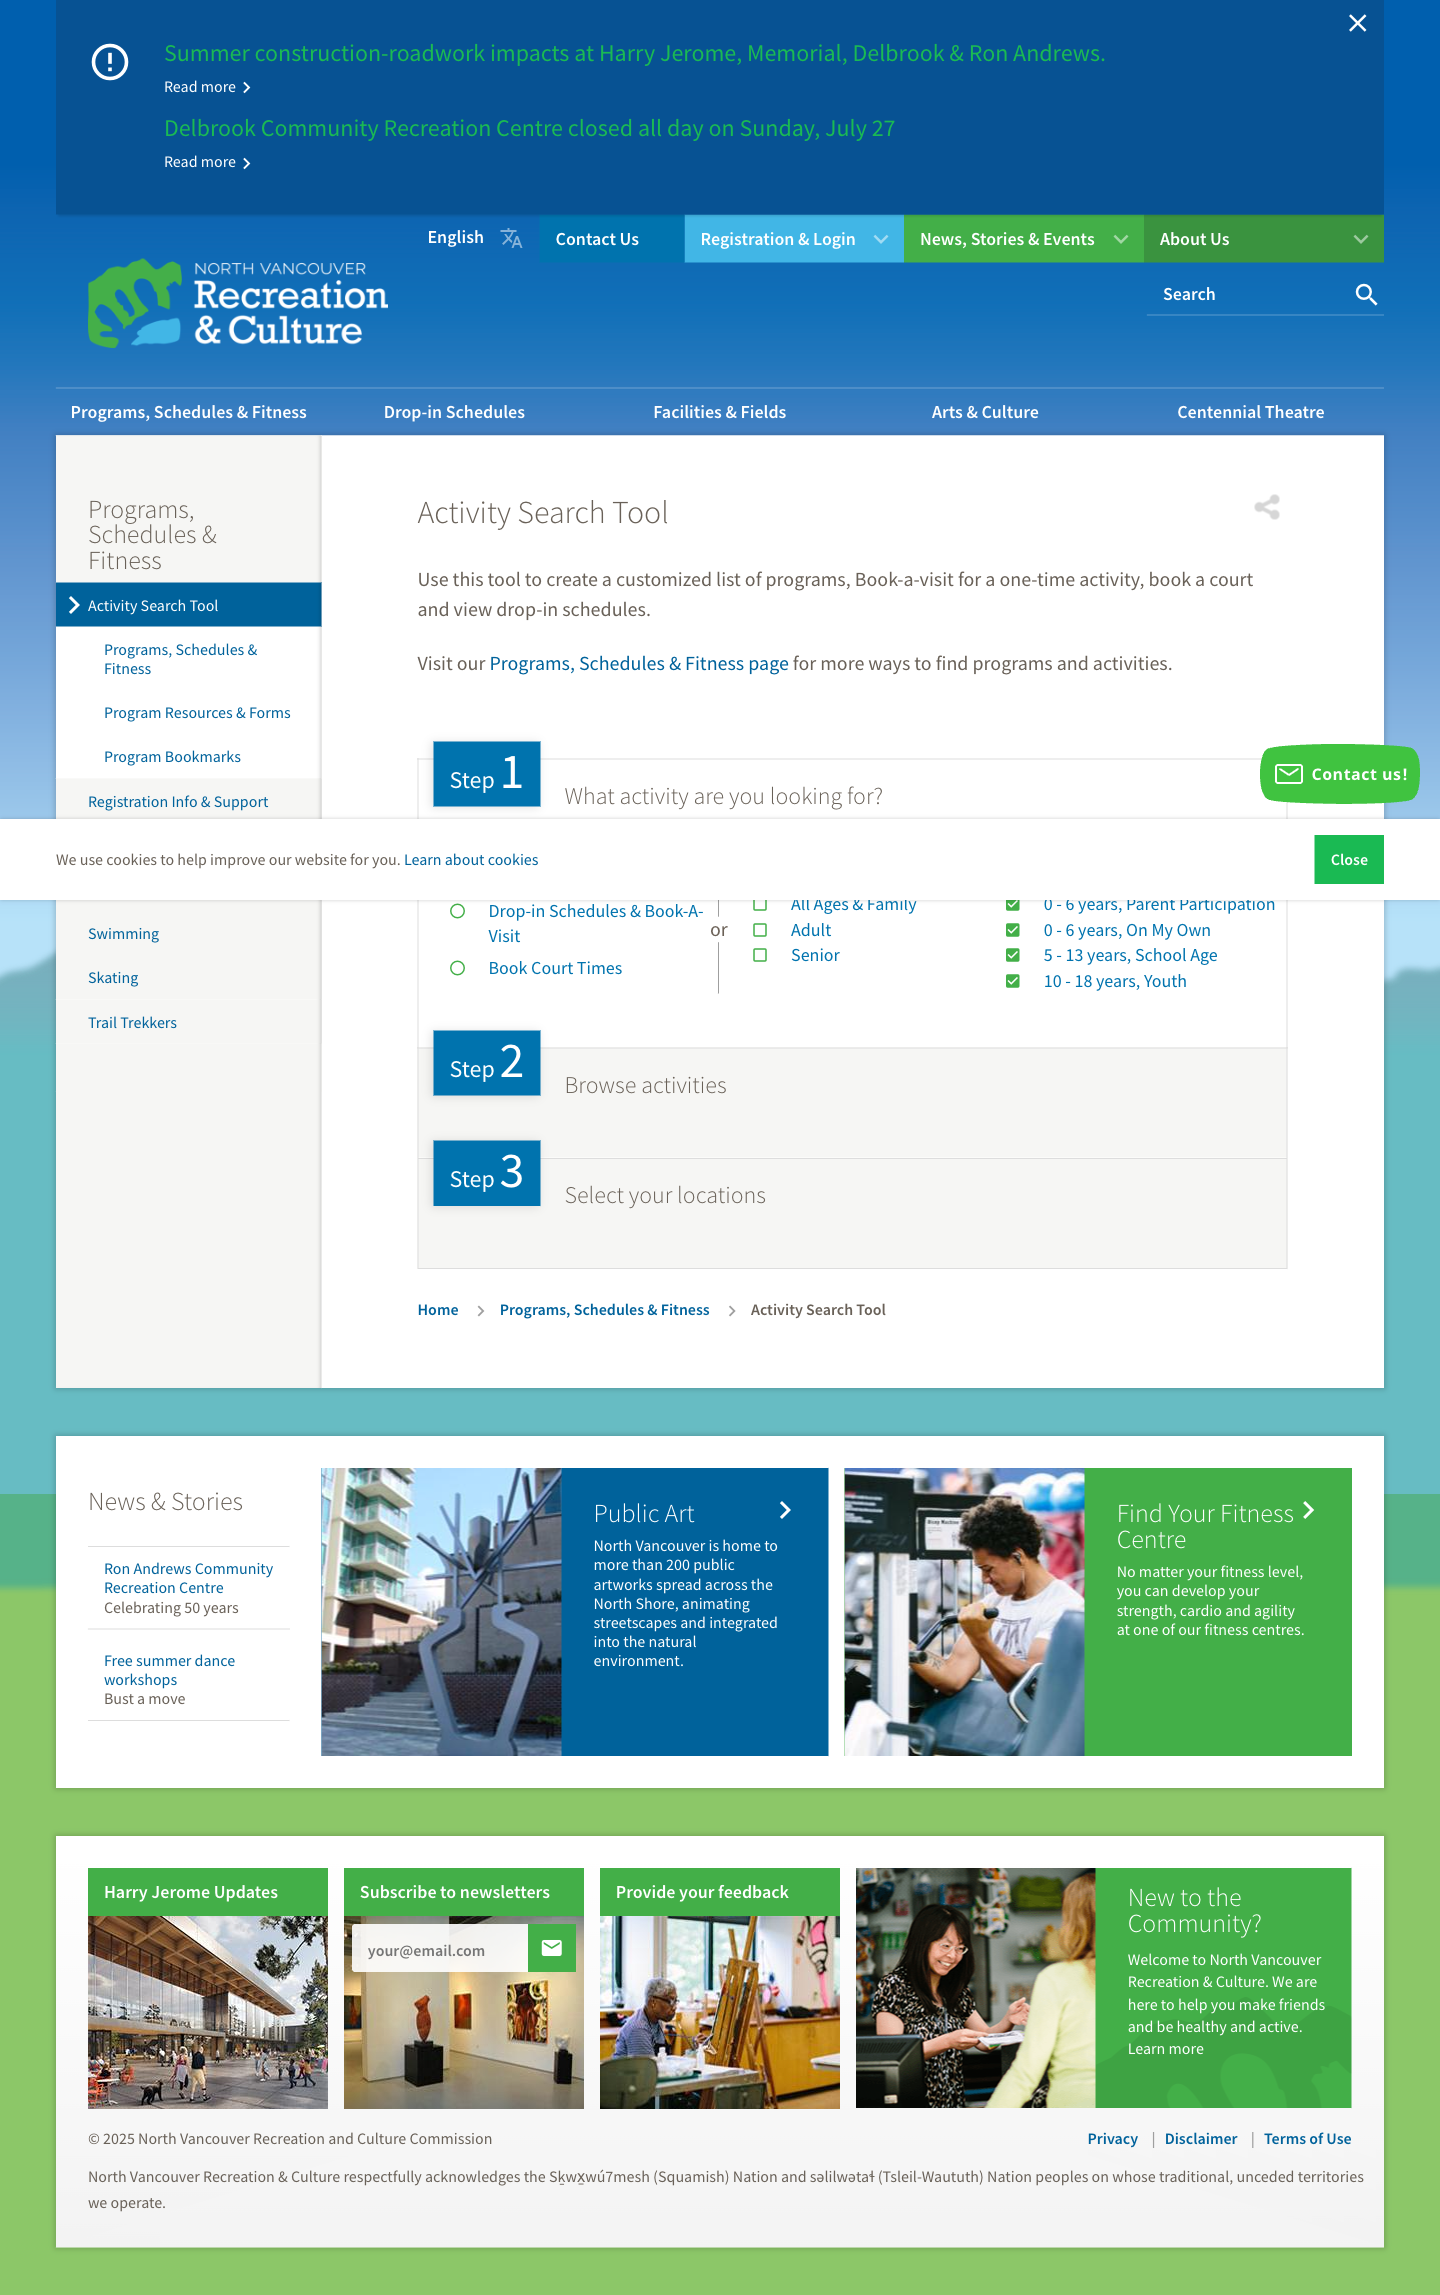 Summer construction-roadwork impacts at Harry Jerome, Memorial, Delbrook & Ron Andrews.
Read more
Delbrook Community Recreation Centre closed all day on Sunday, July 27
Read more
English
Contact Us
Registration & Login
News, Stories & Events
About Us
NORTH VANCOUVER
Recreation
& Culture
Search
Programs, Schedules & Fitness
Drop-in Schedules
Facilities & Fields
Arts & Culture
Centennial Theatre
Programs,
Schedules &
Fitness
Activity Search Tool
Programs, Schedules &
Fitness
Program Resources & Forms
Program Bookmarks
Registration Info & Support
Swimming
Skating
Trail Trekkers
Activity Search Tool
Use this tool to create a customized list of programs, Book-a-visit for a one-time activity, book a court
and view drop-in schedules.
Visit our Programs, Schedules & Fitness page for more ways to find programs and activities.
Step 1
What activity are you looking for?
Contact us!
We use cookies to help improve our website for you. Learn about cookies
Close
Drop-in Schedules & Book-A-
Visit
Book Court Times
or
All Ages & Family
Adult
Senior
0 - 6 years, Parent Participation
0 - 6 years, On My Own
5 - 13 years, School Age
10 - 18 years, Youth
Step 2
Browse activities
Step 3
Select your locations
Home
Programs, Schedules & Fitness
Activity Search Tool
News & Stories
Ron Andrews Community
Recreation Centre
Celebrating 50 years
Free summer dance
workshops
Bust a move
Public Art
North Vancouver is home to
more than 200 public
artworks spread across the
North Shore, animating
streetscapes and integrated
into the natural
environment.
Find Your Fitness
Centre
No matter your fitness level,
you can develop your
strength, cardio and agility
at one of our fitness centres.
Harry Jerome Updates
Subscribe to newsletters
your@email.com
Provide your feedback
New to the
Community?
Welcome to North Vancouver
Recreation & Culture. We are
here to help you make friends
and be healthy and active.
Learn more
© 2025 North Vancouver Recreation and Culture Commission
Privacy | Disclaimer | Terms of Use
North Vancouver Recreation & Culture respectfully acknowledges the Sḵwx̱wú7mesh (Squamish) Nation and səlilwətaɬ (Tsleil-Waututh) Nation peoples on whose traditional, unceded territories
we operate.